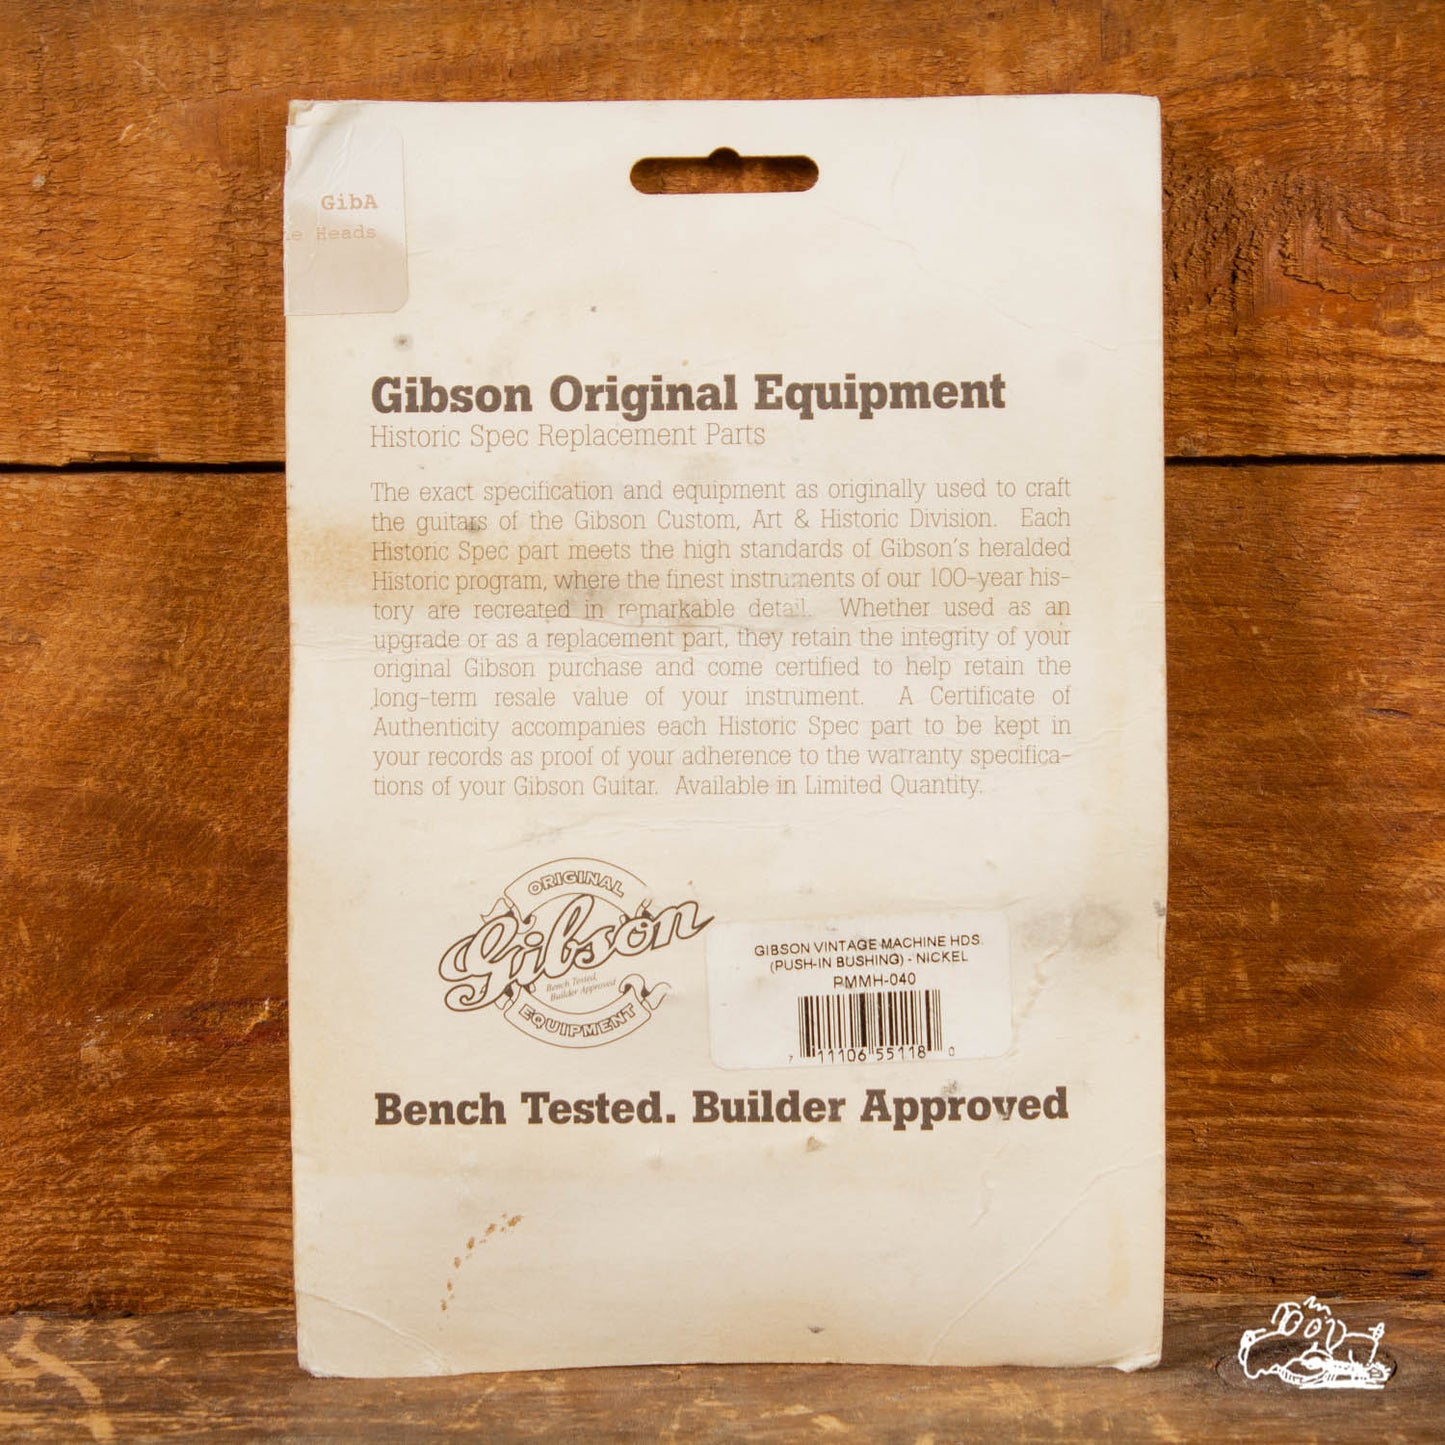 GibA
e Heads
Gibson Original Equipment
Historic Spec Replacement Parts
The exact specification and equipment as originally used to craft
the guitars of the Gibson Custom, Art & Historic Division. Each
Historic Spec part meets the high standards of Gibson's heralded
Historic program, where the finest instruments of our 100-year his-
tory are recreated in remarkable detail. Whether used as an
upgrade or as a replacement part, they retain the integrity of your
original Gibson purchase and come certified to help retain the
long-term resale value of your instrument. A Certificate of
Authenticity accompanies each Historic Spec part to be kept in
your records as proof of your adherence to the warranty specifica-
tions of your Gibson Guitar. Available in Limited Quantity.
ORIGINAL
Gibson
Bench Tested,
Builder Approved
EQUIPMENT
GIBSON VINTAGE MACHINE HDS.
(PUSH-IN BUSHING) - NICKEL
PMMH-040
7 11106 55118 0
Bench Tested. Builder Approved